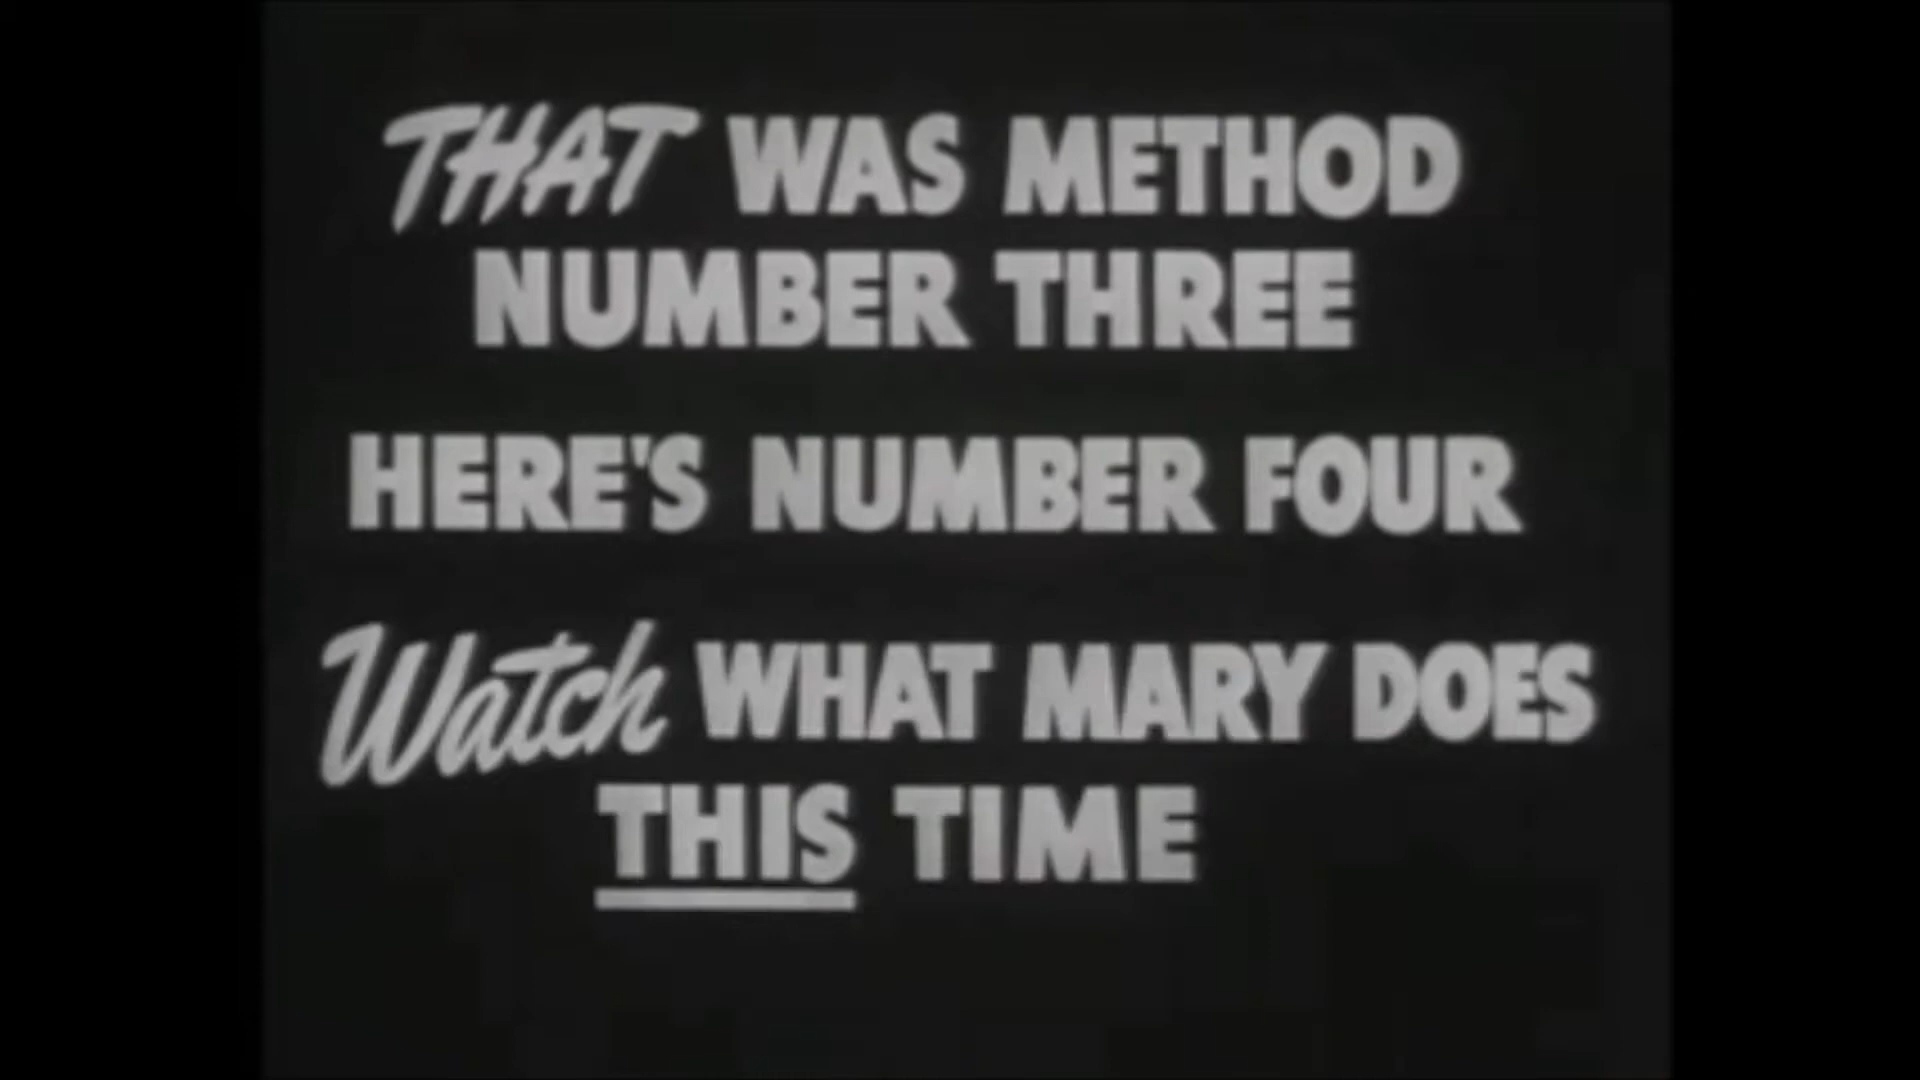 THAT WAS METHOD
NUMBER THREE
HERE'S NUMBER FOUR
Watch WHAT MARY DOES
THIS TIME